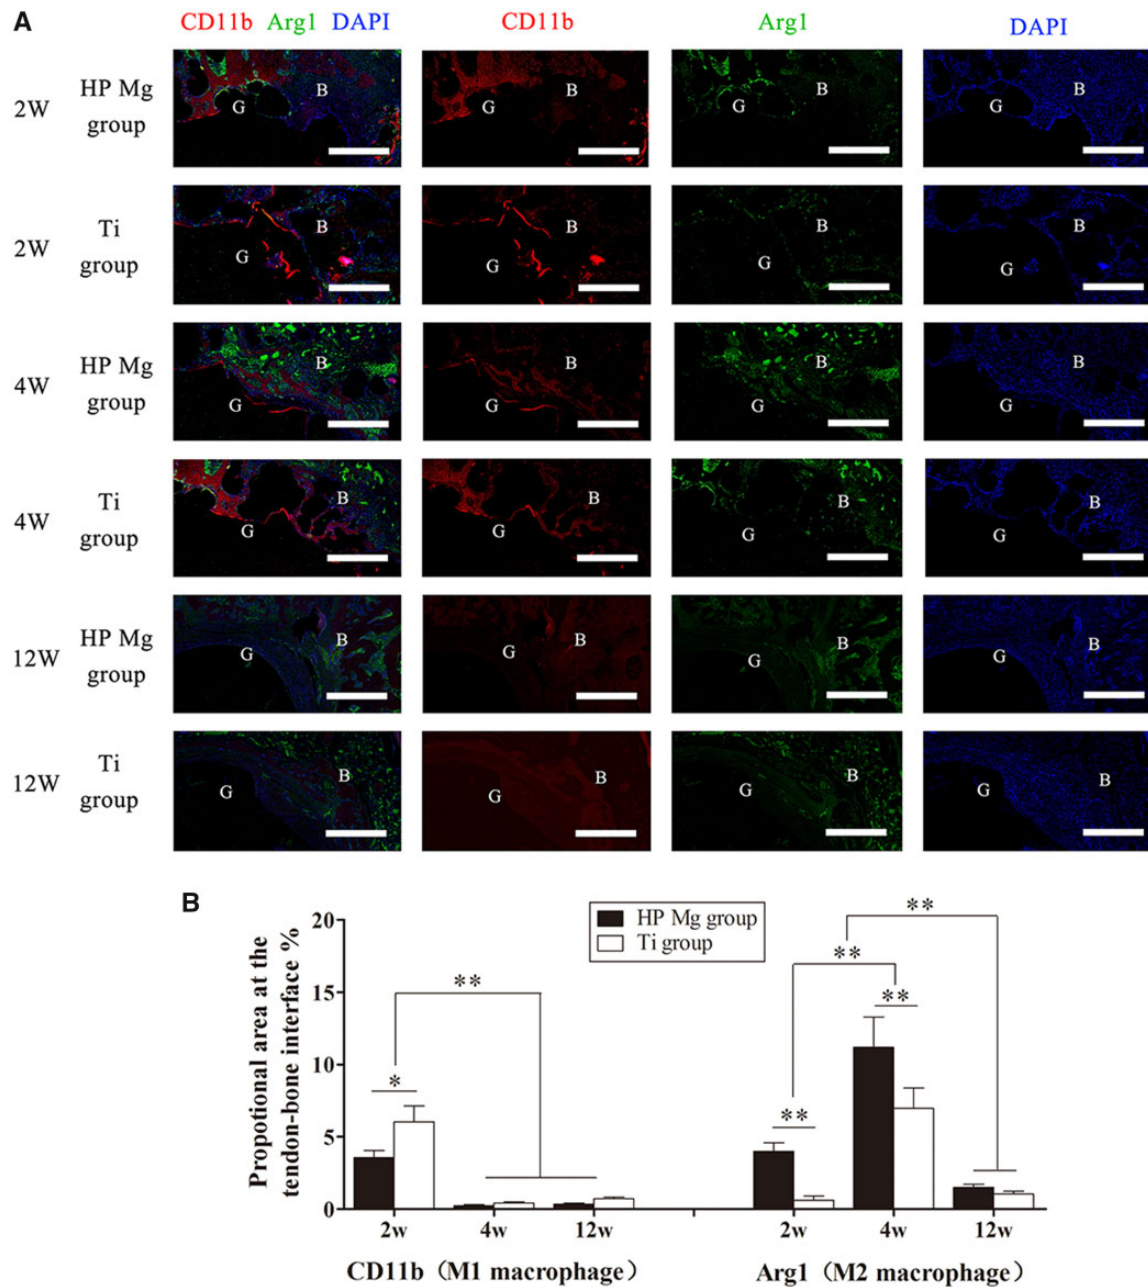 A
CD11b Arg1 DAPI
CD11b
Arg1
DAPI
2W
HP Mg
group
G
B
G
B
G
B
G
B
2W
Ti
group
G
B
G
B
G
B
G
B
4W
HP Mg
group
G
B
G
B
G
B
G
B
4W
Ti
group
G
B
G
B
G
B
G
B
12W
HP Mg
group
G
B
G
B
G
B
G
B
12W
Ti
group
G
B
G
B
G
B
G
B
B
Propotional area at the
tendon-bone interface %
20
15
10
5
0
HP Mg group
Ti group
*
**
**
**
**
**
2w
4w
12w
2w
4w
12w
CD11b (M1 macrophage)
Arg1 (M2 macrophage)